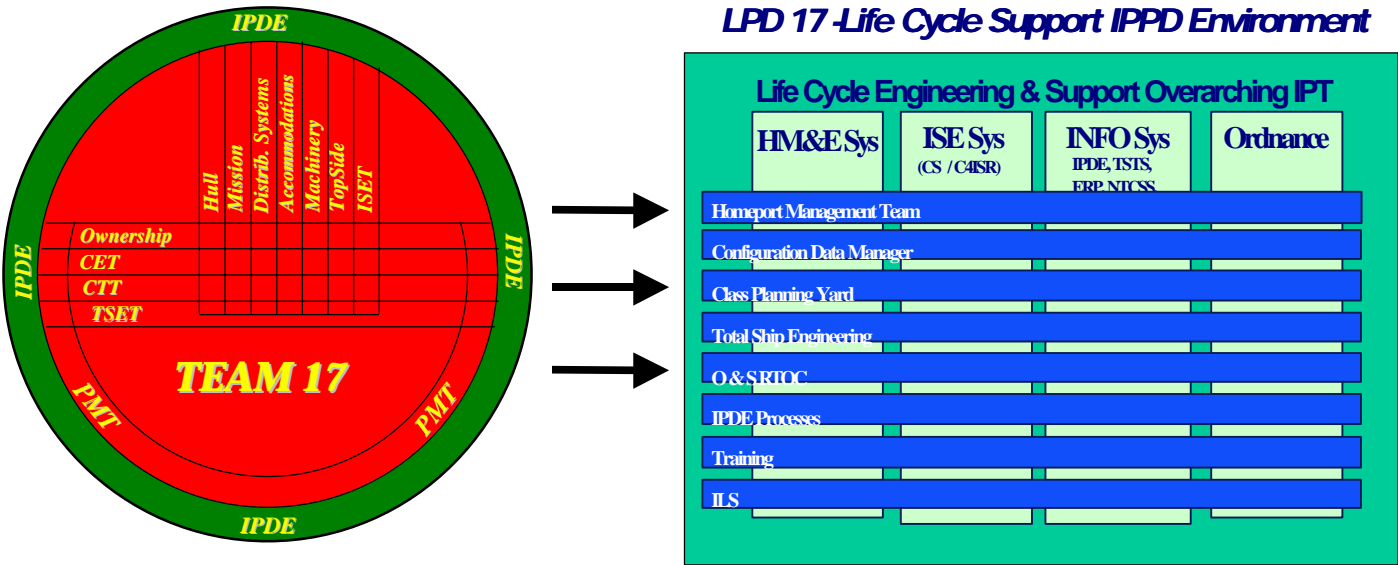 IPDE
Hull
Mission
Distrib. Systems
Accommodations
Machinery
TopSide
ISET
Ownership
CET
CTT
TSET
IPDE
IPDE
TEAM 17
PMT
PMT
IPDE
LPD 17 -Life Cycle Support IPPD Environment
Life Cycle Engineering & Support Overarching IPT
HM&E Sys
ISE Sys
(CS / C4ISR)
INFO Sys
IPDE, TSTS,
ERP, NTCSS
Ordnance
Homeport Management Team
Configuration Data Manager
Class Planning Yard
Total Ship Engineering
O & S RTOC
IPDE Processes
Training
ILS